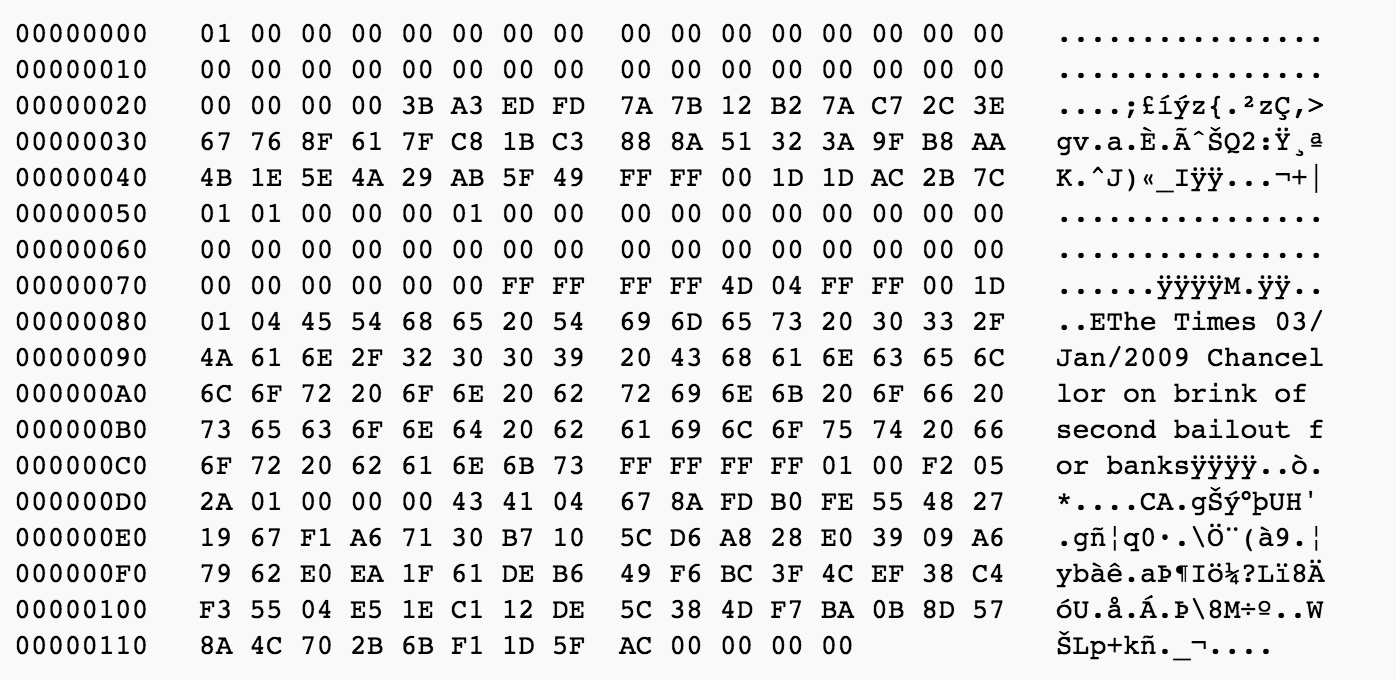 00000000 01 00 00 00 00 00 00 00 00 00 00 00 00 00 00 00 ................
00000010 00 00 00 00 00 00 00 00 00 00 00 00 00 00 00 00 ................
00000020 00 00 00 00 3B A3 ED FD 7A 7B 12 B2 7A C7 2C 3E ....;£íýz{.²zÇ,>
00000030 67 76 8F 61 7F C8 1B C3 88 8A 51 32 3A 9F B8 AA gv.a.È.ÈŠQ2:Ÿ¸ª
00000040 4B 1E 5E 4A 29 AB 5F 49 FF FF 00 1D 1D AC 2B 7C K.^J)«_Iÿÿ...¬+|
00000050 01 01 00 00 00 01 00 00 00 00 00 00 00 00 00 00 ................
00000060 00 00 00 00 00 00 00 00 00 00 00 00 00 00 00 00 ................
00000070 00 00 00 00 00 00 FF FF FF FF 4D 04 FF FF 00 1D ......ÿÿÿÿM.ÿÿ..
00000080 01 04 45 54 68 65 20 54 69 6D 65 73 20 30 33 2F ..EThe Times 03/
00000090 4A 61 6E 2F 32 30 30 39 20 43 68 61 6E 63 65 6C Jan/2009 Chancel
000000A0 6C 6F 72 20 6F 6E 20 62 72 69 6E 6B 20 6F 66 20 lor on brink of
000000B0 73 65 63 6F 6E 64 20 62 61 69 6C 6F 75 74 20 66 second bailout f
000000C0 6F 72 20 62 61 6E 6B 73 FF FF FF FF 01 00 F2 05 or banksÿÿÿÿ..ò.
000000D0 2A 01 00 00 00 43 41 04 67 8A FD B0 FE 55 48 27 *....CA.gŠý°þUH'
000000E0 19 67 F1 A6 71 30 B7 10 5C D6 A8 28 E0 39 09 A6 .gñ¦q0·.\Ö¨(à9.¦
000000F0 79 62 E0 EA 1F 61 DE B6 49 F6 BC 3F 4C EF 38 C4 ybàê.aÞ¶Iö¼?Lï8Ä
00000100 F3 55 04 E5 1E C1 12 DE 5C 38 4D F7 BA 0B 8D 57 óU.å.Á.Þ\8M÷º..W
00000110 8A 4C 70 2B 6B F1 1D 5F AC 00 00 00 00 ŠLp+kñ._¬....